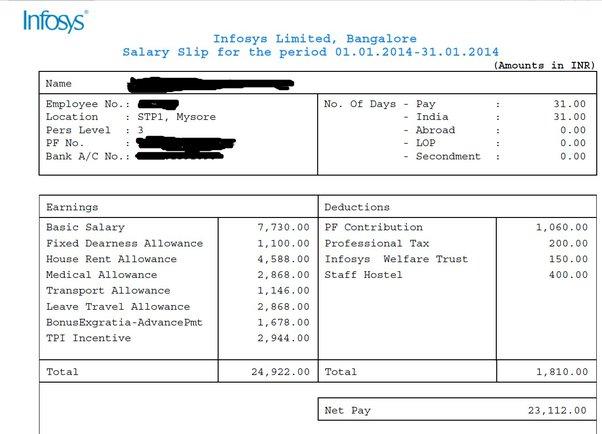 Infosys®
Infosys Limited, Bangalore
Salary Slip for the period 01.01.2014-31.01.2014
(Amounts in INR)
Name
Employee No.:
Location : STP1, Mysore
Pers Level : 3
PF No. :
Bank A/C No.:
No. Of Days - Pay : 31.00
- India : 31.00
- Abroad : 0.00
- LOP : 0.00
- Secondment : 0.00
Earnings Deductions
Basic Salary 7,730.00 PF Contribution 1,060.00
Fixed Dearness Allowance 1,100.00 Professional Tax 200.00
House Rent Allowance 4,588.00 Infosys Welfare Trust 150.00
Medical Allowance 2,868.00 Staff Hostel 400.00
Transport Allowance 1,146.00
Leave Travel Allowance 2,868.00
BonusExgratia-AdvancePmt 1,678.00
TPI Incentive 2,944.00
Total 24,922.00 Total 1,810.00
Net Pay 23,112.00